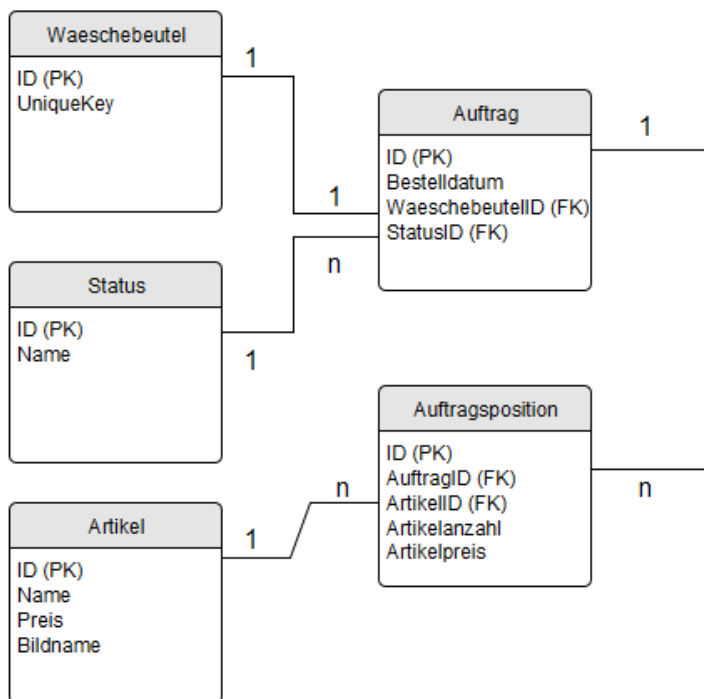 Waeschebeutel
ID (PK)
UniqueKey
1
1
Auftrag
ID (PK)
Bestelldatum
WaeschebeutelID (FK)
StatusID (FK)
1
n
Status
ID (PK)
Name
1
Auftragsposition
ID (PK)
AuftragID (FK)
ArtikelID (FK)
Artikelanzahl
Artikelpreis
n
n
Artikel
ID (PK)
Name
Preis
Bildname
1